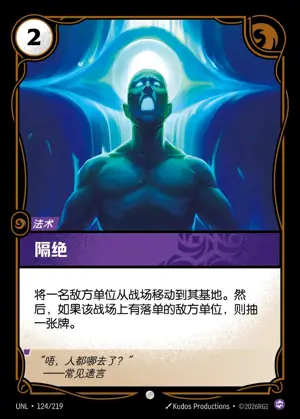 2
法术
隔绝
将一名敌方单位从战场移动到其基地。然
后，如果该战场上有落单的敌方单位，则抽
一张牌。
“唔，人都哪去了？”
——常见遗言
UNL • 124/219
Kudos Productions • ©2026RGI